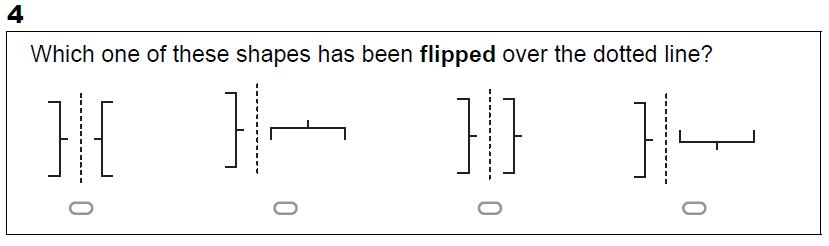 4
Which one of these shapes has been flipped over the dotted line?